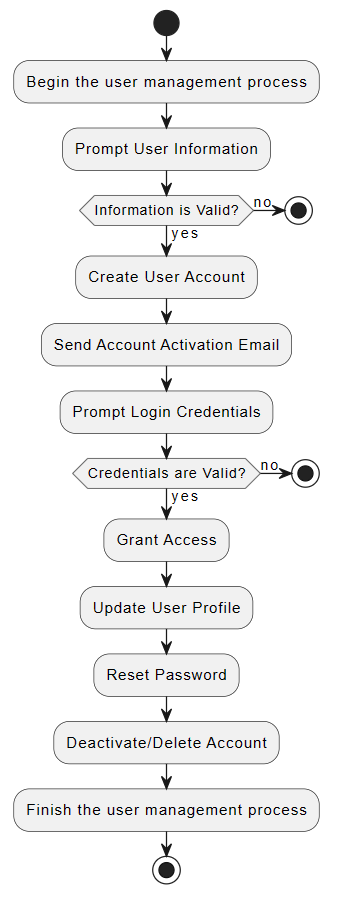 Begin the user management process
Prompt User Information
Information is Valid?
no
yes
Create User Account
Send Account Activation Email
Prompt Login Credentials
Credentials are Valid?
no
yes
Grant Access
Update User Profile
Reset Password
Deactivate/Delete Account
Finish the user management process